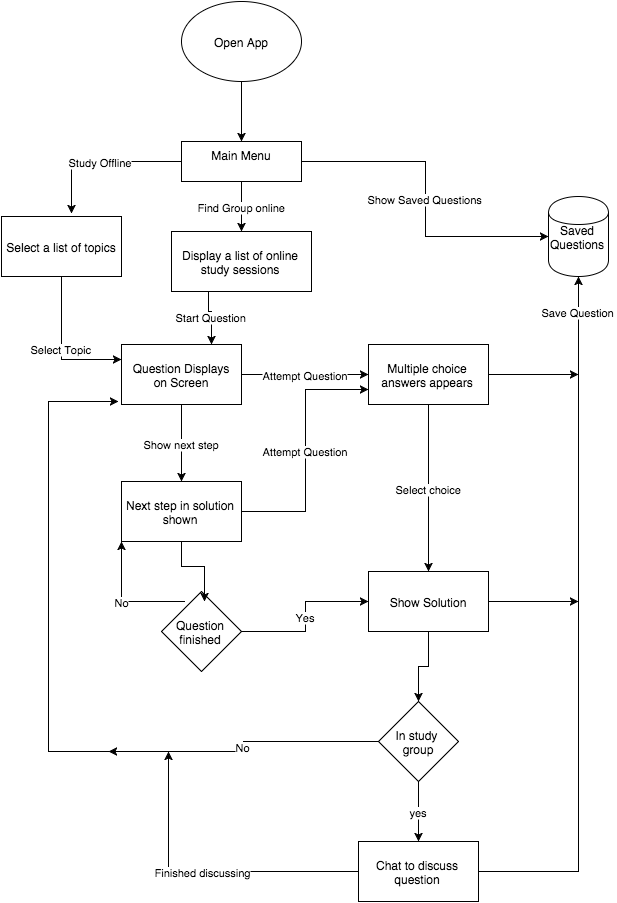 Open App
Main Menu
Study Offline
Find Group online
Show Saved Questions
Saved
Questions
Select a list of topics
Display a list of online
study sessions
Start Question
Save Question
Select Topic
Question Displays
on Screen
Attempt Question
Multiple choice
answers appears
Show next step
Attempt Question
Select choice
Next step in solution
shown
No
Question
finished
Yes
Show Solution
In study
group
No
yes
Chat to discuss
question
Finished discussing